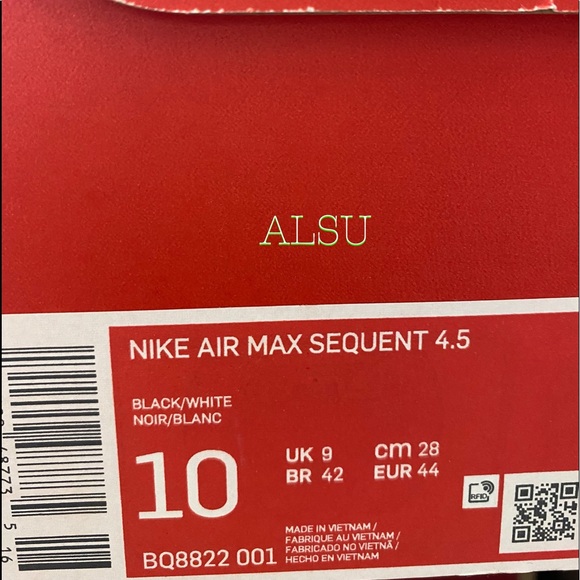 ALSU
NIKE AIR MAX SEQUENT 4.5
BLACK/WHITE
NOIR/BLANC
10
UK 9 cm 28
BR 42 EUR 44
MADE IN VIETNAM /
FABRIQUE AU VIETNAM /
FABRICADO NO VIETNÃ /
HECHO EN VIETNAM
BQ8822 001
RFID